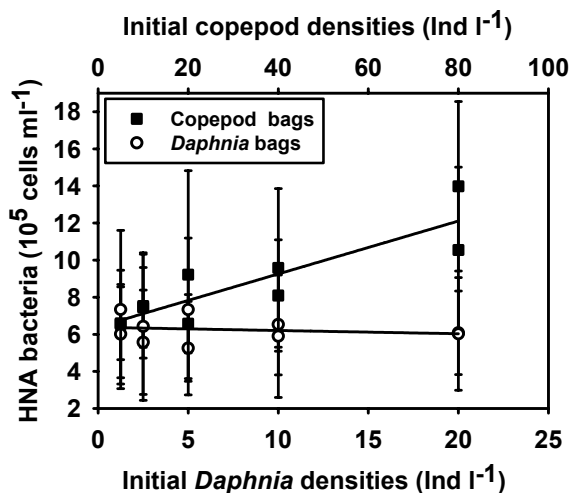 Initial copepod densities (Ind l⁻¹)
0 20 40 60 80 100
Copepod bags
Daphnia bags
HNA bacteria (10⁵ cells ml⁻¹)
18
16
14
12
10
8
6
4
2
0 5 10 15 20 25
Initial Daphnia densities (Ind l⁻¹)